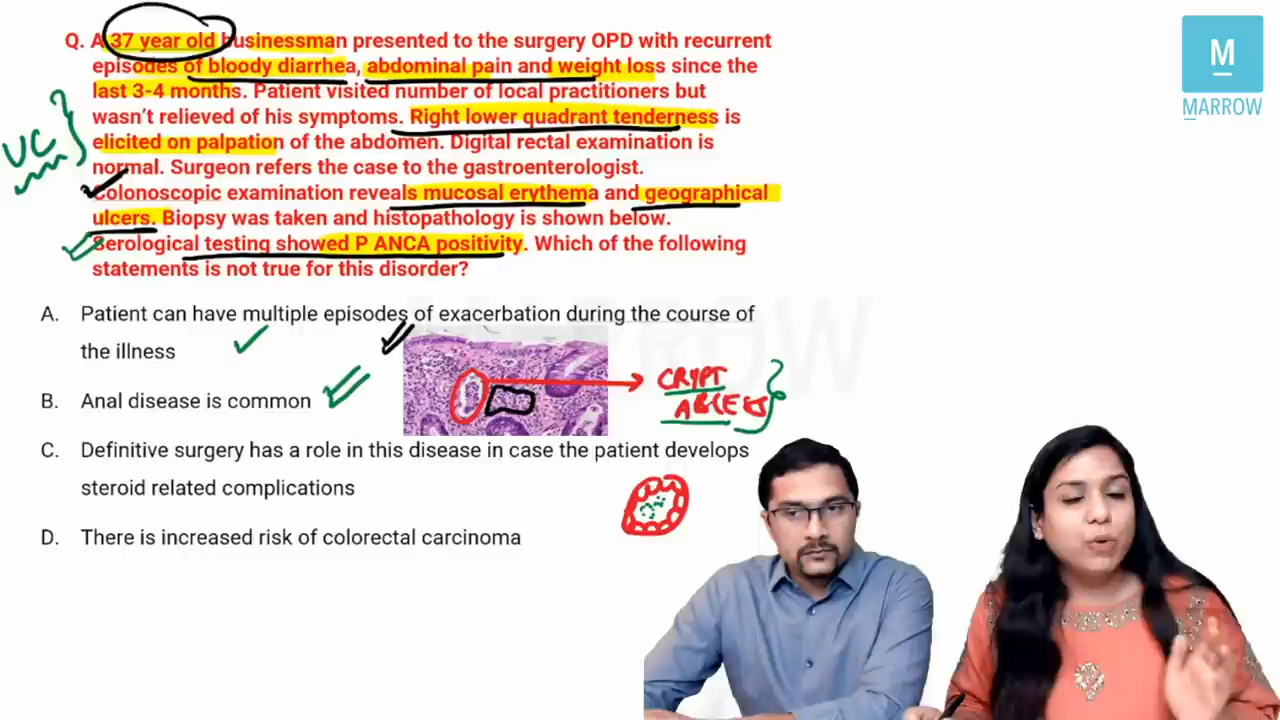 Q. A 37 year old businessman presented to the surgery OPD with recurrent
episodes of bloody diarrhea, abdominal pain and weight loss since the
last 3-4 months. Patient visited number of local practitioners but
wasn't relieved of his symptoms. Right lower quadrant tenderness is
elicited on palpation of the abdomen. Digital rectal examination is
normal. Surgeon refers the case to the gastroenterologist.
Colonoscopic examination reveals mucosal erythema and geographical
ulcers. Biopsy was taken and histopathology is shown below.
Serological testing showed P ANCA positivity. Which of the following
statements is not true for this disorder?
UC
A. Patient can have multiple episodes of exacerbation during the course of
the illness
B. Anal disease is common
CRYPT
C. Definitive surgery has a role in this disease in case the patient develops
steroid related complications
D. There is increased risk of colorectal carcinoma
M
MARROW
MARROW